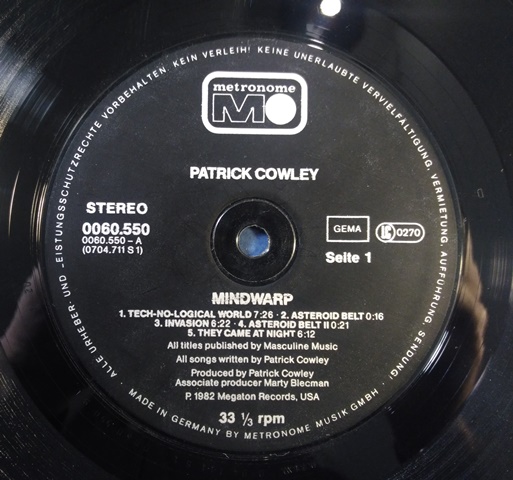 ALLE URHEBER- UND LEISTUNGSSCHUTZRECHTE VORBEHALTEN. KEIN VERLEIH! KEINE UNERLAUBTE VERVIELFÄLTIGUNG, VERMIETUNG, AUFFÜHRUNG, SENDUNG!
metronome
M
PATRICK COWLEY
STEREO
0060.550
0060.550 - A
(0704.711 S 1)
GEMA
LC 0270
Seite 1
MINDWARP
1. TECH-NO-LOGICAL WORLD 7:26 · 2. ASTEROID BELT 0:16
3. INVASION 6:22 · 4. ASTEROID BELT II 0:21
5. THEY CAME AT NIGHT 6:12
All titles published by Masculine Music
All songs written by Patrick Cowley
Produced by Patrick Cowley
Associate producer Marty Blecman
P. 1982 Megaton Records, USA
33 ⅓ rpm
MADE IN GERMANY BY METRONOME MUSIK GMBH ·